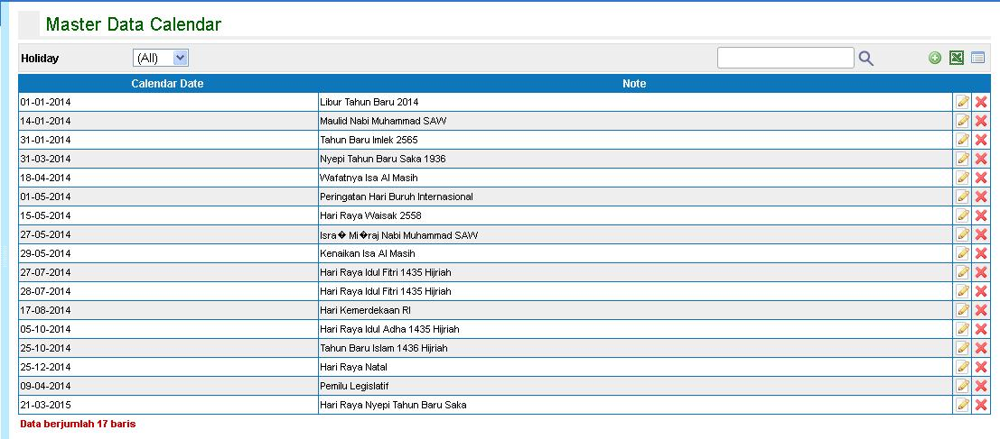 Master Data Calendar
Holiday (All)
Calendar Date Note
01-01-2014 Libur Tahun Baru 2014
14-01-2014 Maulid Nabi Muhammad SAW
31-01-2014 Tahun Baru Imlek 2565
31-03-2014 Nyepi Tahun Baru Saka 1936
18-04-2014 Wafatnya Isa Al Masih
01-05-2014 Peringatan Hari Buruh Internasional
15-05-2014 Hari Raya Waisak 2558
27-05-2014 Isra� Mi�raj Nabi Muhammad SAW
29-05-2014 Kenaikan Isa Al Masih
27-07-2014 Hari Raya Idul Fitri 1435 Hijriah
28-07-2014 Hari Raya Idul Fitri 1435 Hijriah
17-08-2014 Hari Kemerdekaan RI
05-10-2014 Hari Raya Idul Adha 1435 Hijriah
25-10-2014 Tahun Baru Islam 1436 Hijriah
25-12-2014 Hari Raya Natal
09-04-2014 Pemilu Legislatif
21-03-2015 Hari Raya Nyepi Tahun Baru Saka
Data berjumlah 17 baris